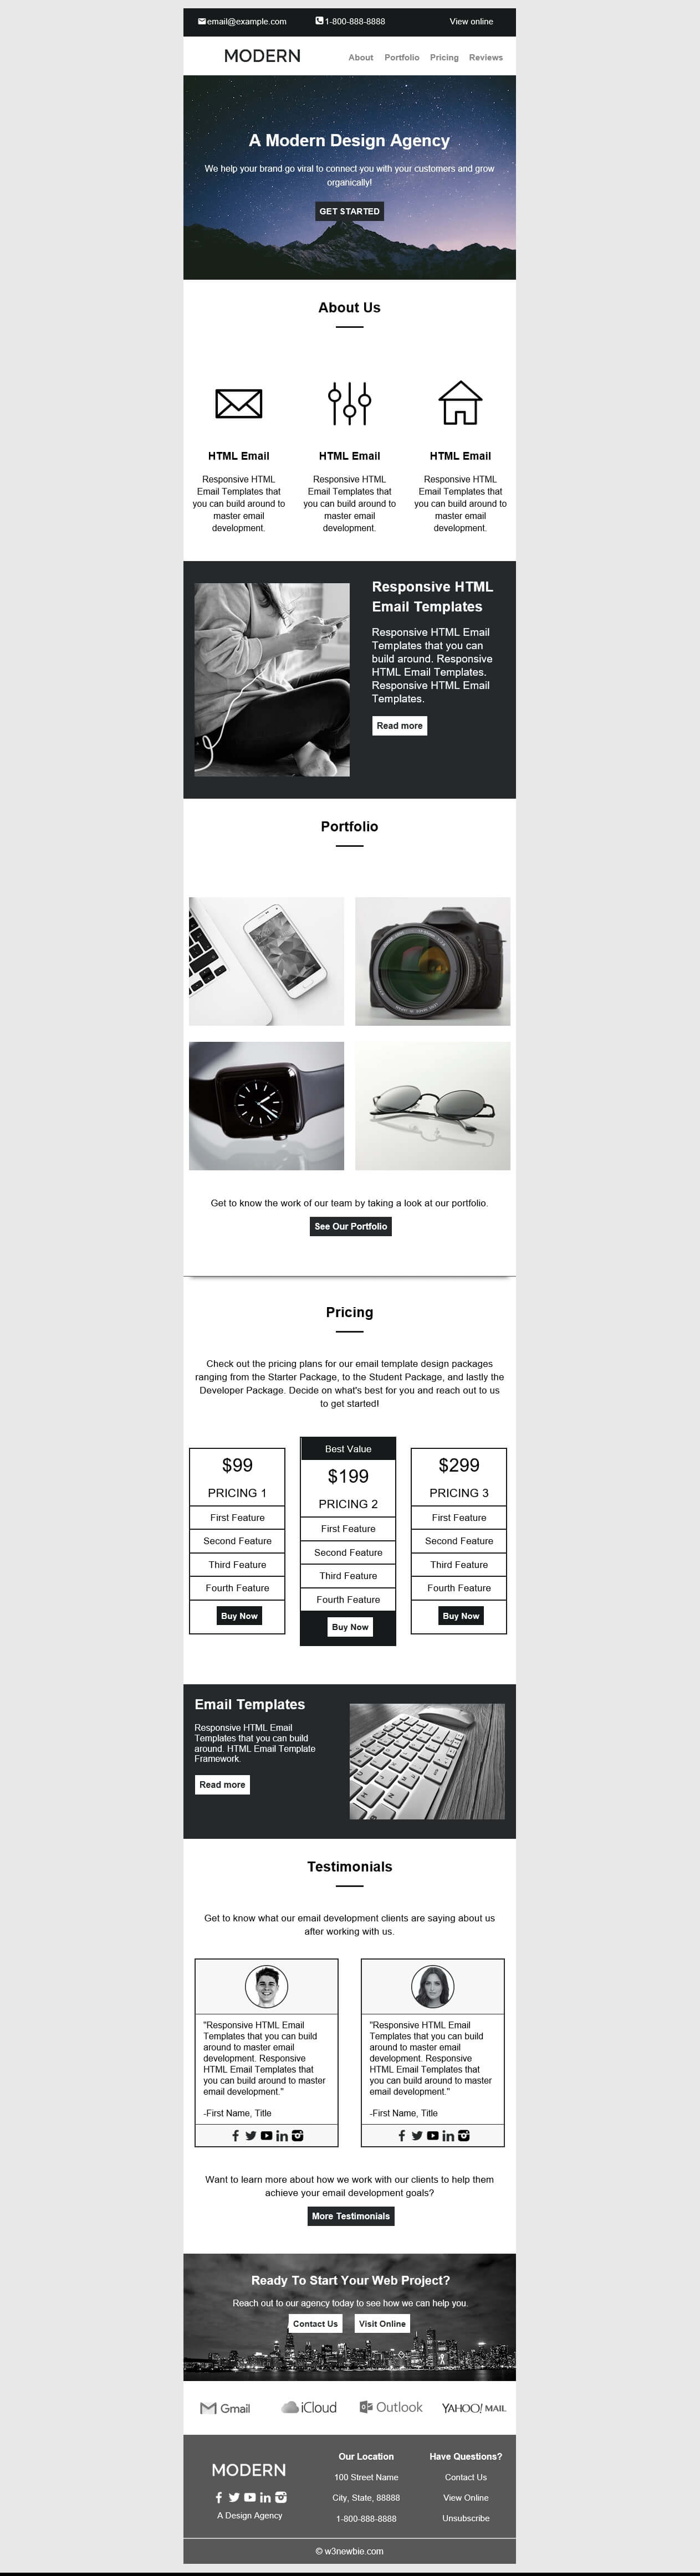 email@example.com
1-800-888-8888
View online
MODERN
About
Portfolio
Pricing
Reviews
A Modern Design Agency
We help your brand go viral to connect you with your customers and grow
organically!
GET STARTED
About Us
HTML Email
Responsive HTML
Email Templates that
you can build around to
master email
development.
HTML Email
Responsive HTML
Email Templates that
you can build around to
master email
development.
HTML Email
Responsive HTML
Email Templates that
you can build around to
master email
development.
Responsive HTML
Email Templates
Responsive HTML Email
Templates that you can
build around. Responsive
HTML Email Templates.
Responsive HTML Email
Templates.
Read more
Portfolio
Get to know the work of our team by taking a look at our portfolio.
See Our Portfolio
Pricing
Check out the pricing plans for our email template design packages
ranging from the Starter Package, to the Student Package, and lastly the
Developer Package. Decide on what's best for you and reach out to us
to get started!
$99
PRICING 1
First Feature
Second Feature
Third Feature
Fourth Feature
Buy Now
Best Value
$199
PRICING 2
First Feature
Second Feature
Third Feature
Fourth Feature
Buy Now
$299
PRICING 3
First Feature
Second Feature
Third Feature
Fourth Feature
Buy Now
Email Templates
Responsive HTML Email
Templates that you can build
around. HTML Email Template
Framework.
Read more
Testimonials
Get to know what our email development clients are saying about us
after working with us.
"Responsive HTML Email
Templates that you can build
around to master email
development. Responsive
HTML Email Templates that
you can build around to master
email development."
-First Name, Title
"Responsive HTML Email
Templates that you can build
around to master email
development. Responsive
HTML Email Templates that
you can build around to master
email development."
-First Name, Title
Want to learn more about how we work with our clients to help them
achieve your email development goals?
More Testimonials
Ready To Start Your Web Project?
Reach out to our agency today to see how we can help you.
Contact Us
Visit Online
Gmail
iCloud
Outlook
YAHOO! MAIL
MODERN
A Design Agency
Our Location
100 Street Name
City, State, 88888
1-800-888-8888
Have Questions?
Contact Us
View Online
Unsubscribe
© w3newbie.com